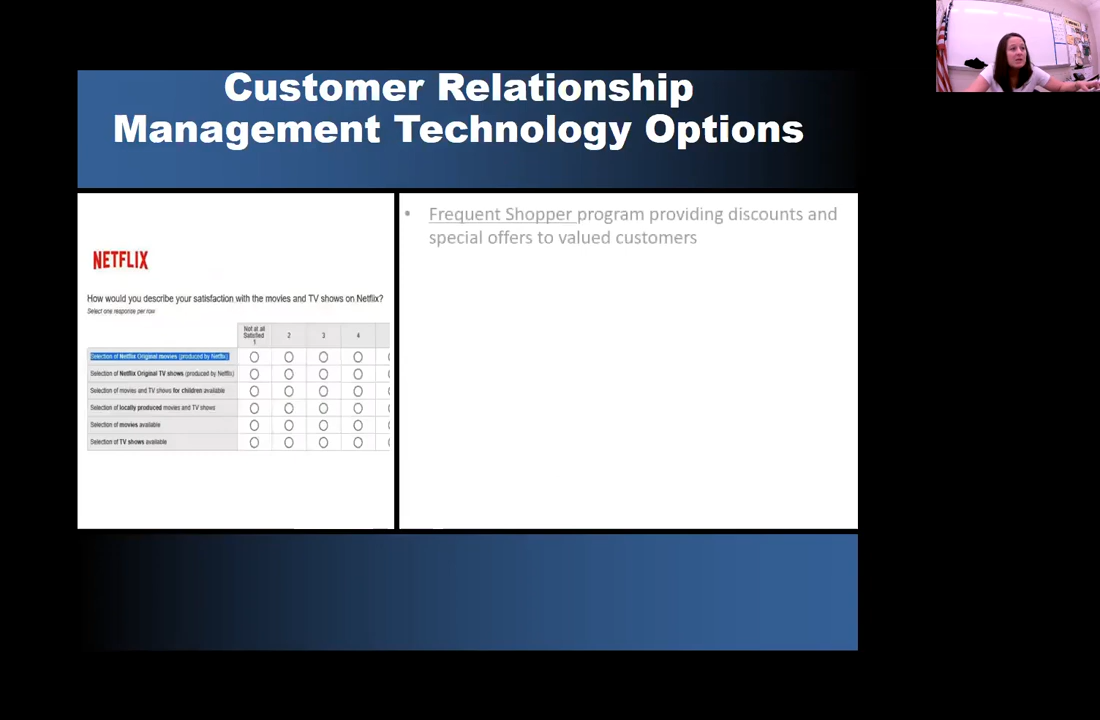 Customer Relationship
Management Technology Options
NETFLIX
How would you describe your satisfaction with the movies and TV shows on Netflix?
Select one response per row
Not at all
Satisfied
1
2
3
4
Selection of Netflix Original movies (produced by Netflix)
Selection of Netflix Original TV shows (produced by Netflix)
Selection of movies and TV shows for children available
Selection of locally produced movies and TV shows
Selection of movies available
Selection of TV shows available
• Frequent Shopper program providing discounts and
special offers to valued customers